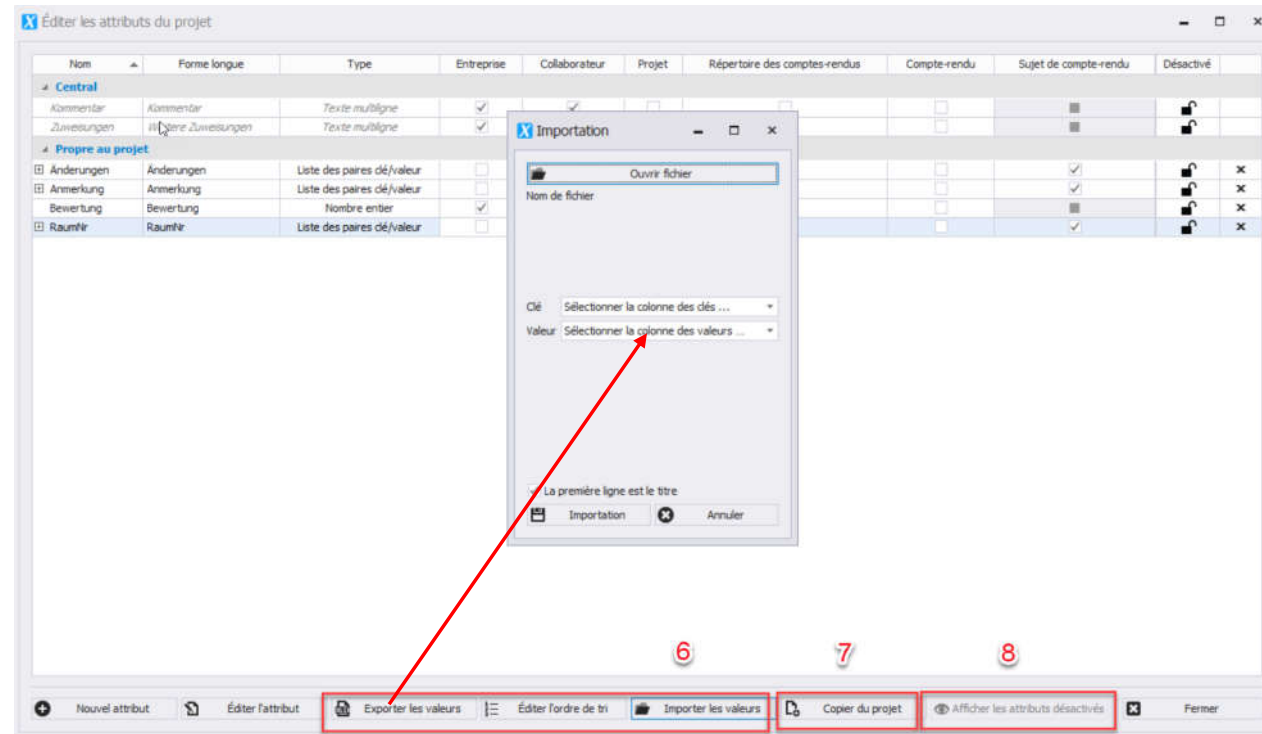 Éditer les attributs du projet
Nom Forme longue Type Entreprise Collaborateur Projet Répertoire des comptes-rendus Compte-rendu Sujet de compte-rendu Désactivé
Central
Kommentar Kommentar Texte multiligne
Zuweisungen Weitere Zuweisungen Texte multiligne
Propre au projet
Änderungen Änderungen Liste des paires clé/valeur
Anmerkung Anmerkung Liste des paires clé/valeur
Bewertung Bewertung Nombre entier
RaumNr RaumNr Liste des paires clé/valeur
Importation
Ouvrir fichier
Nom de fichier
Clé Sélectionner la colonne des clés ...
Valeur Sélectionner la colonne des valeurs ...
La première ligne est le titre
Importation Annuler
6 7 8
Nouvel attribut Éditer l'attribut Exporter les valeurs Éditer l'ordre de tri Importer les valeurs Copier du projet Afficher les attributs désactivés Fermer